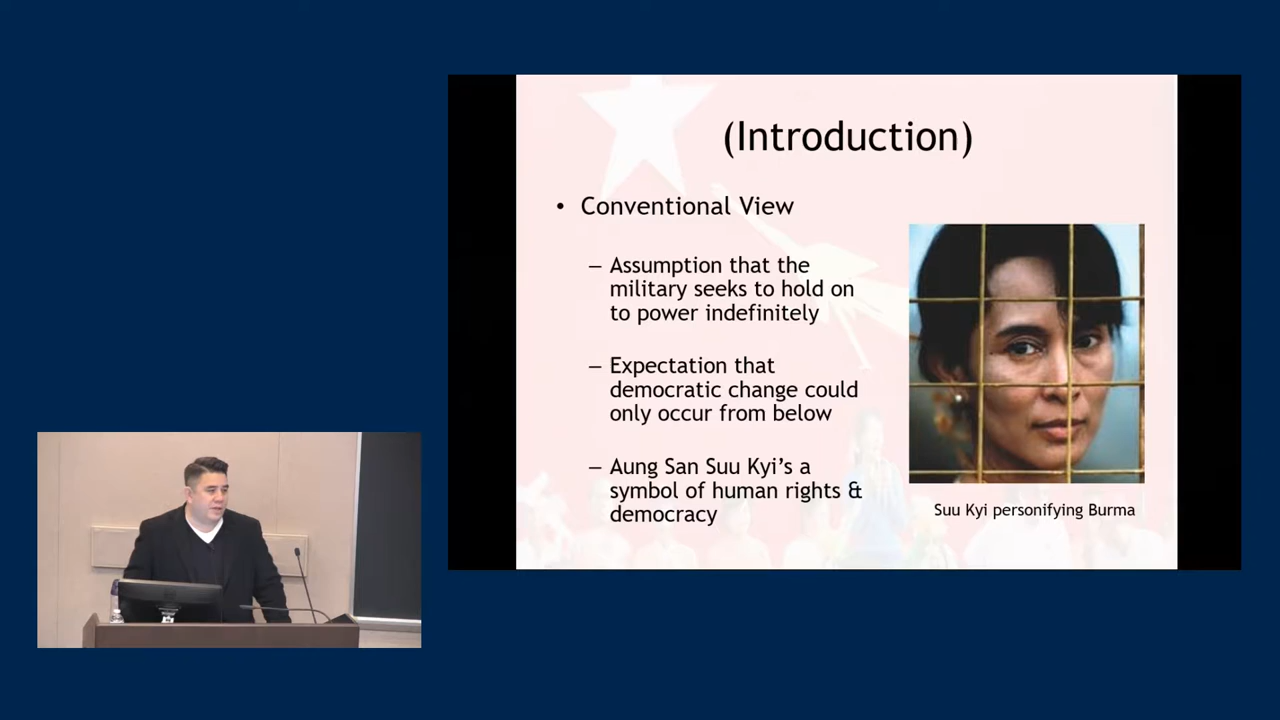 (Introduction)
• Conventional View
– Assumption that the
military seeks to hold on
to power indefinitely
– Expectation that
democratic change could
only occur from below
– Aung San Suu Kyi’s a
symbol of human rights &
democracy
Suu Kyi personifying Burma